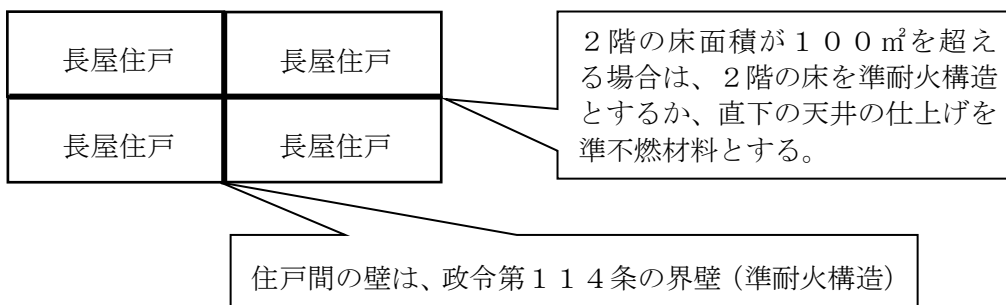 長屋住戸
長屋住戸
長屋住戸
長屋住戸
２階の床面積が１００㎡を超え
る場合は、２階の床を準耐火構造
とするか、直下の天井の仕上げを
準不燃材料とする。
住戸間の壁は、政令第１１４条の界壁（準耐火構造）